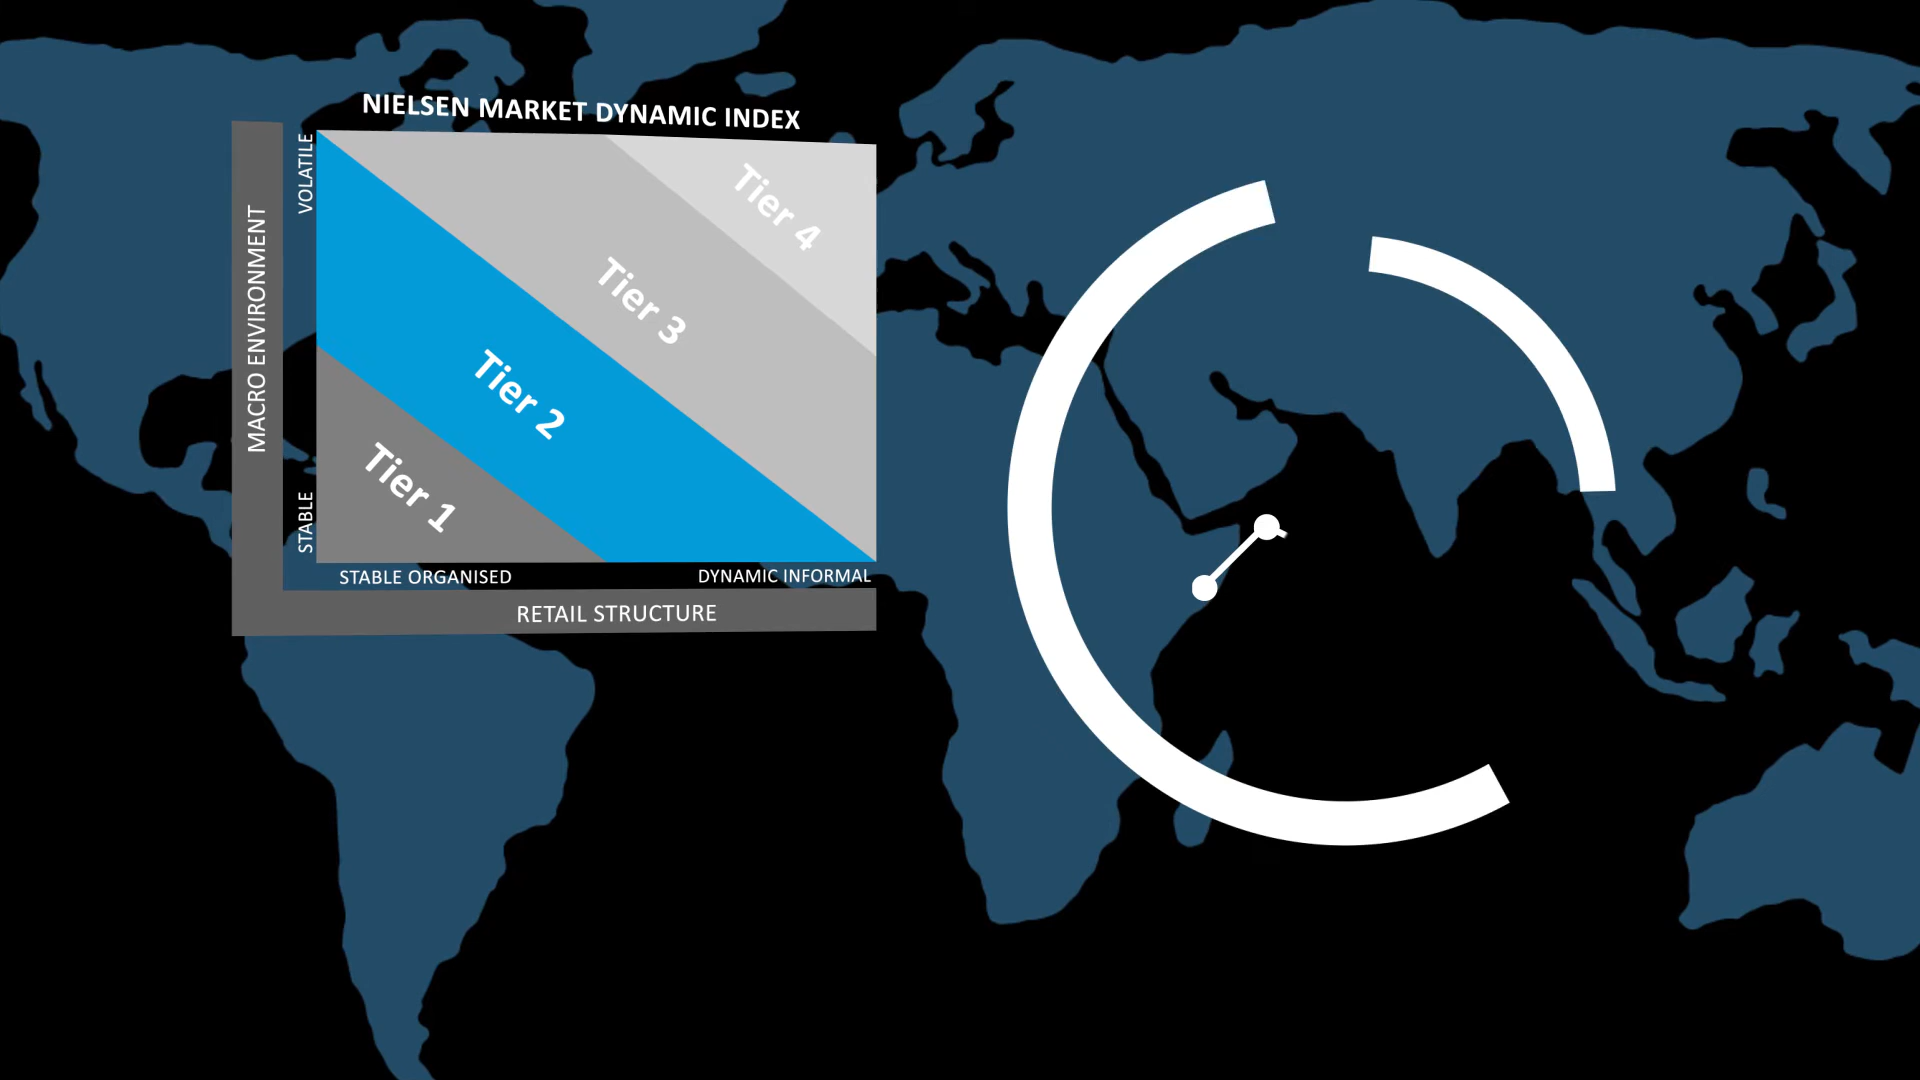 NIELSEN MARKET DYNAMIC INDEX
MACRO ENVIRONMENT
VOLATILE
STABLE
Tier 4
Tier 3
Tier 2
Tier 1
STABLE ORGANISED
DYNAMIC INFORMAL
RETAIL STRUCTURE